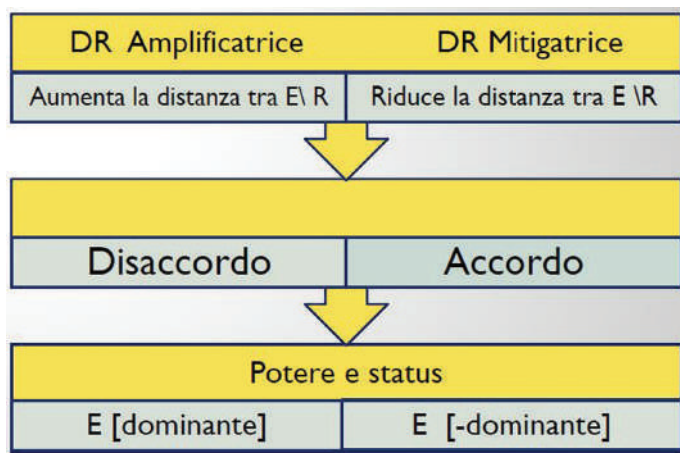 DR Amplificatrice DR Mitigatrice
Aumenta la distanza tra E\ R Riduce la distanza tra E \R
Disaccordo Accordo
Potere e status
E [dominante] E [-dominante]